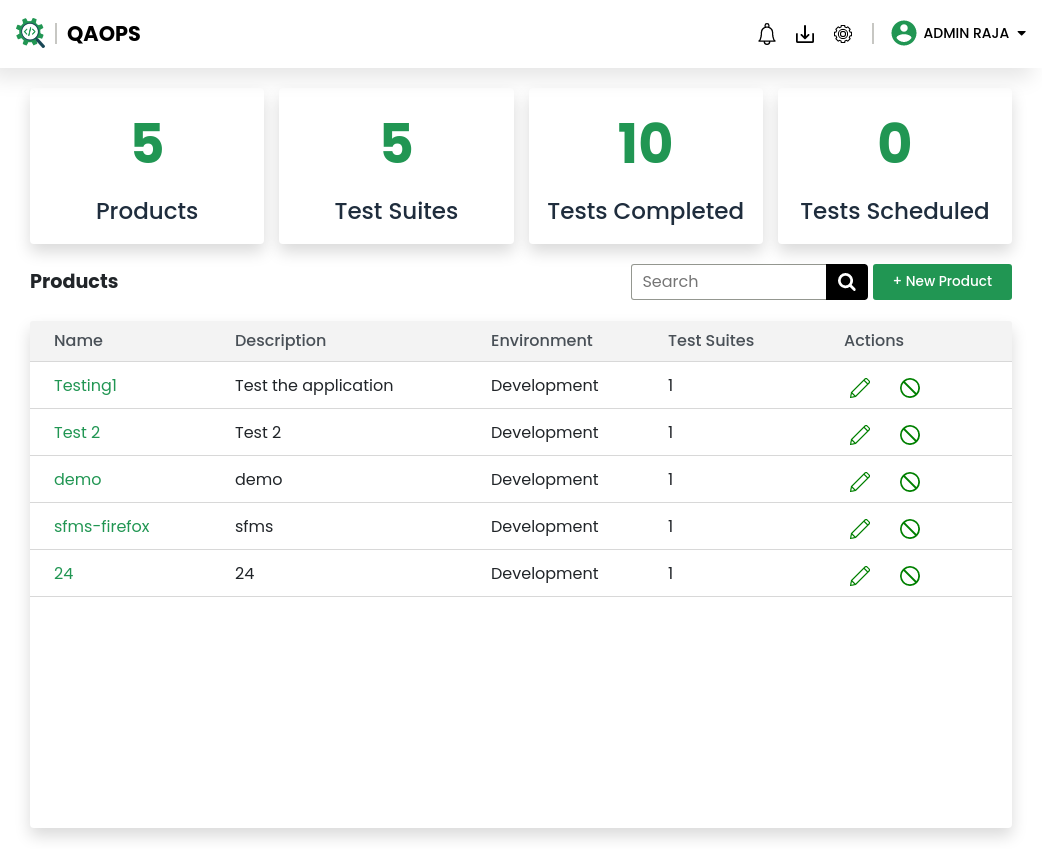 QAOPS
ADMIN RAJA
5 5 10 0
Products Test Suites Tests Completed Tests Scheduled
Products Search + New Product
Name Description Environment Test Suites Actions
Testing1 Test the application Development 1
Test 2 Test 2 Development 1
demo demo Development 1
sfms-firefox sfms Development 1
24 24 Development 1